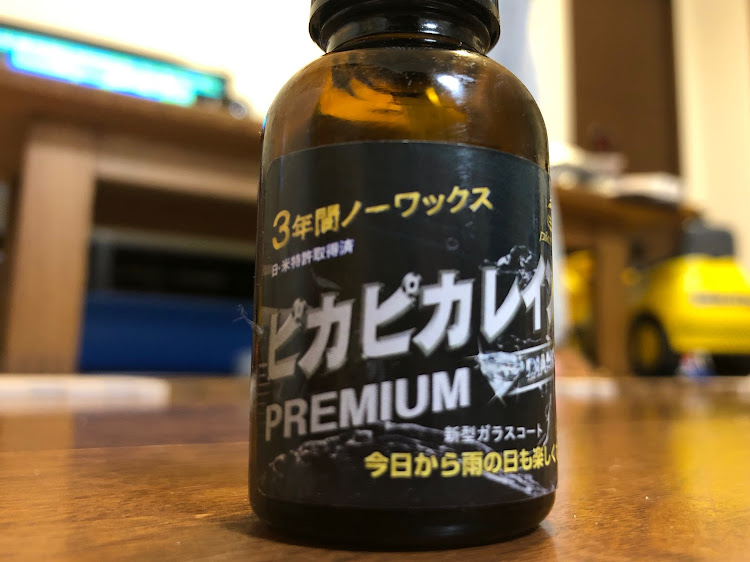 3年間ノーワックス
日・米特許取得済
ピカピカレイン
PREMIUM
新型ガラスコート
今日から雨の日も楽しく